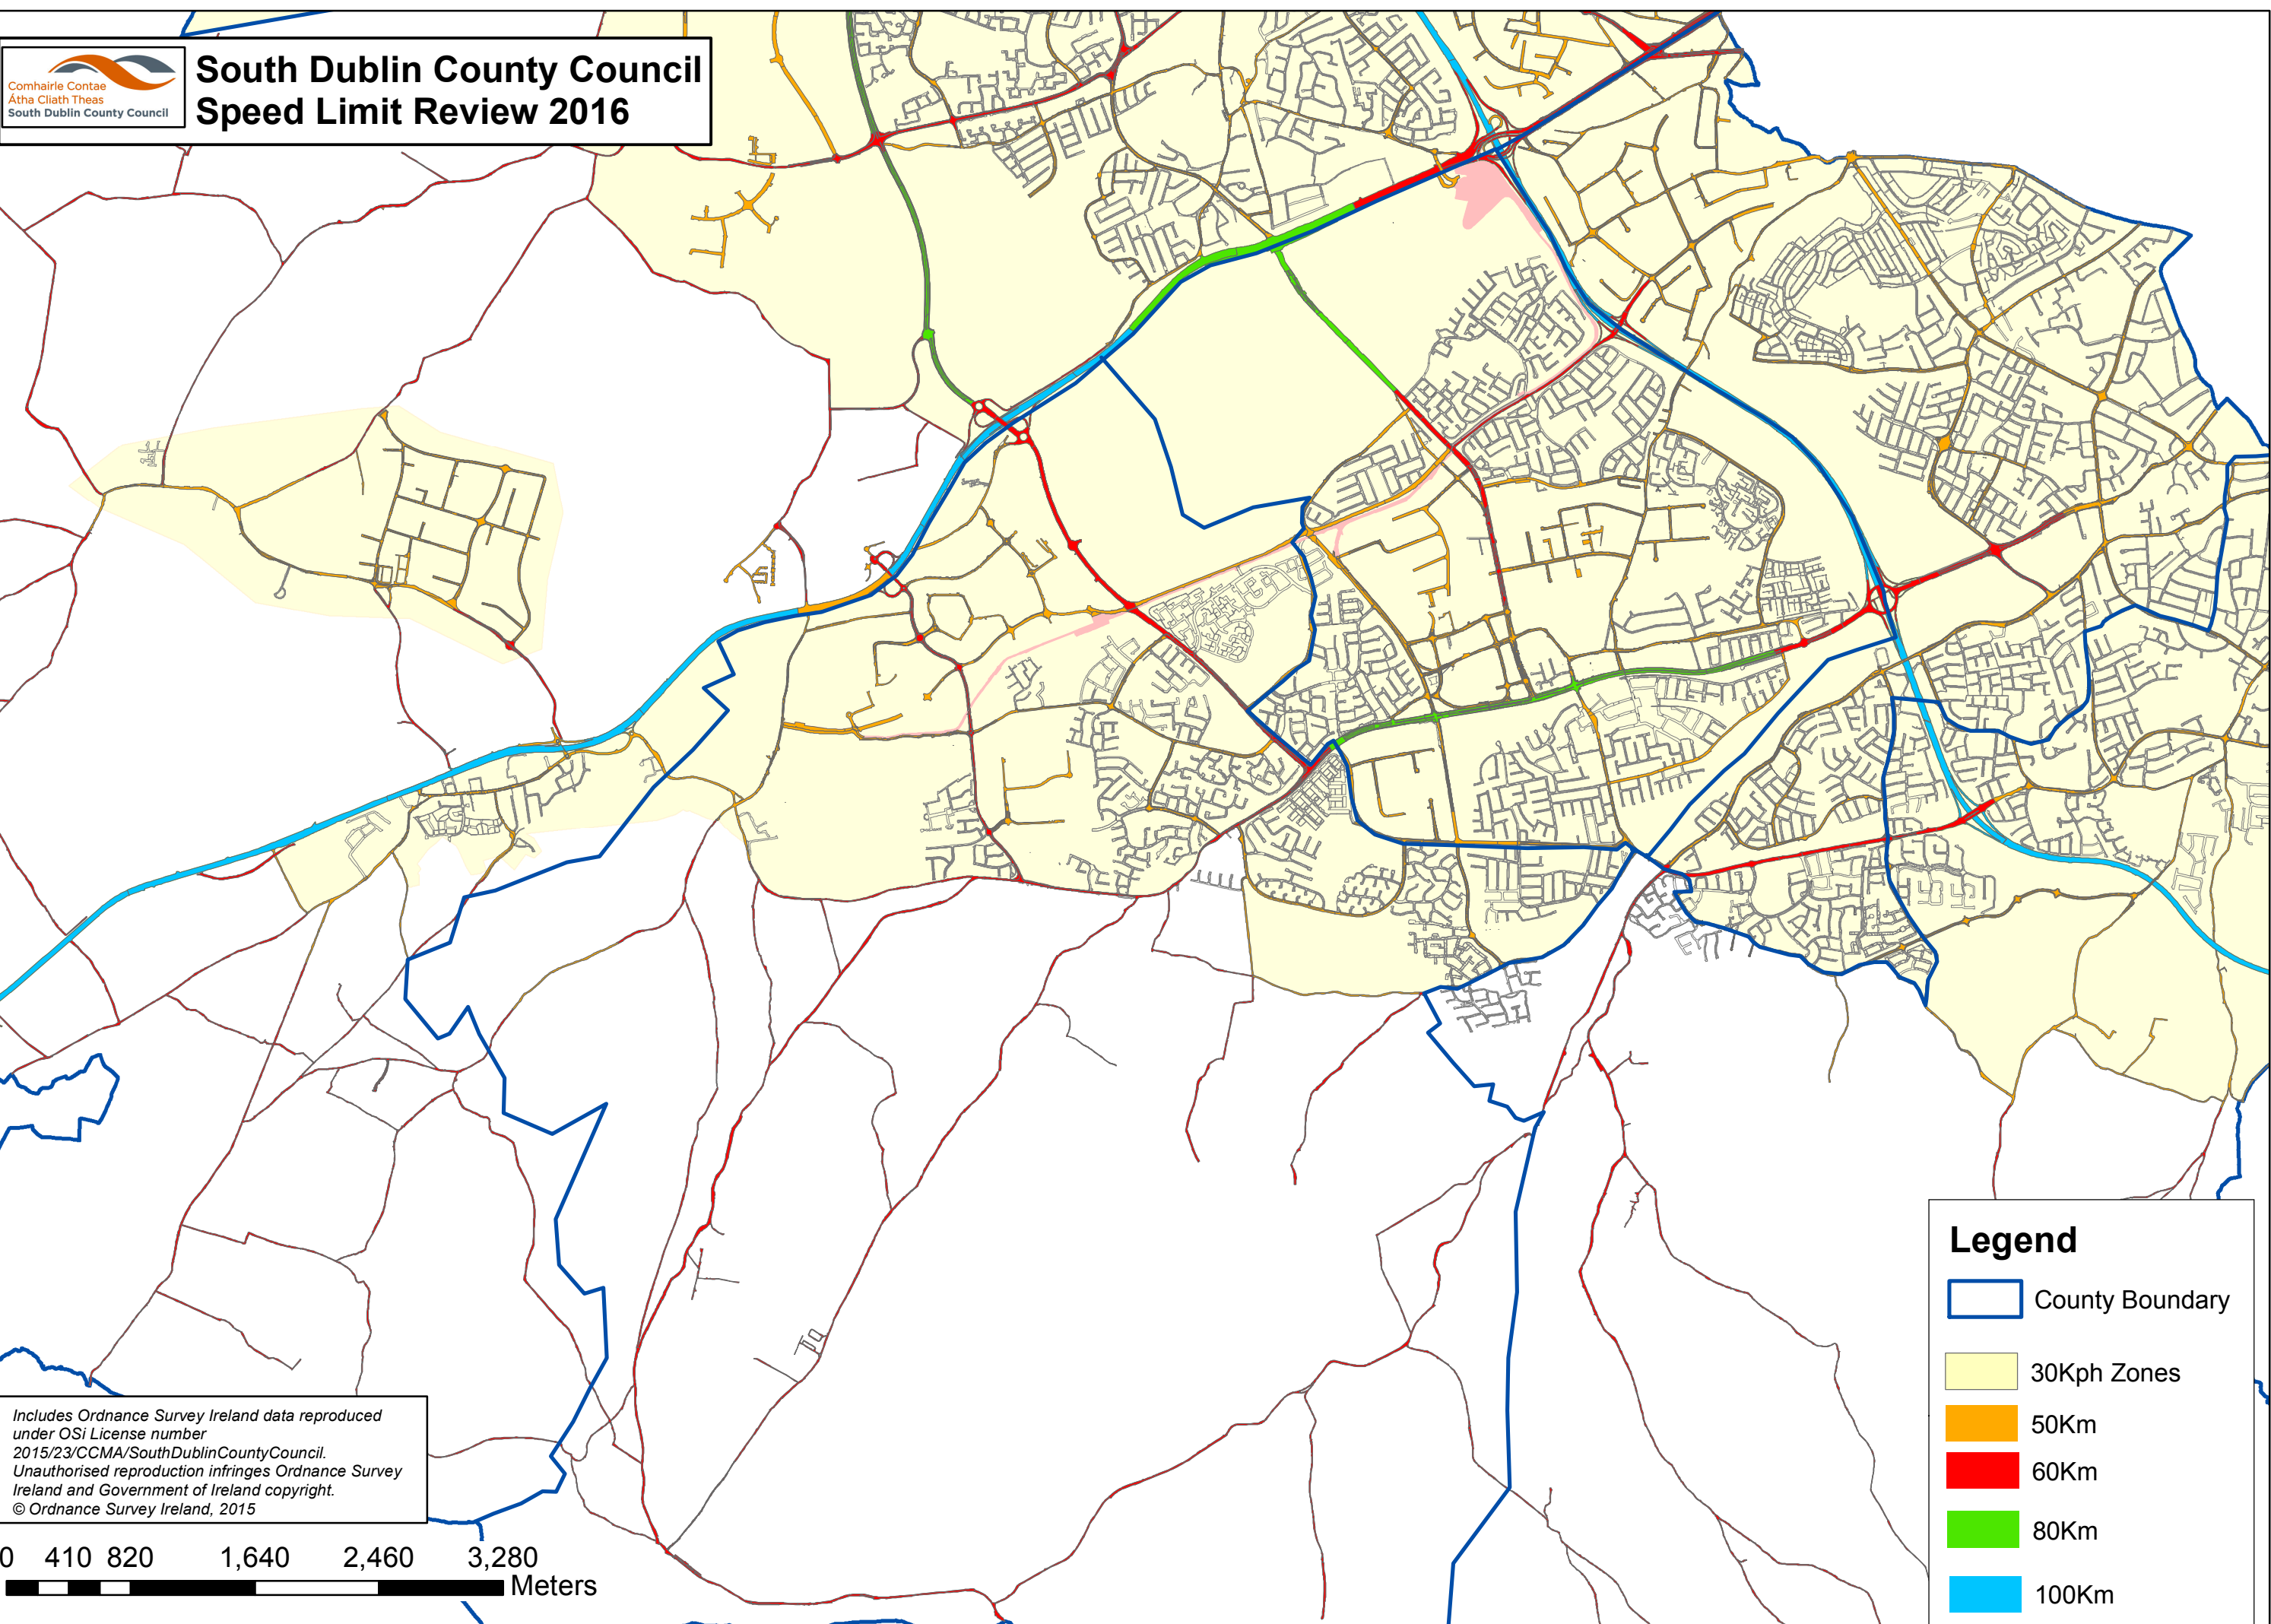 Comhairle Contae
Átha Cliath Theas
South Dublin County Council
South Dublin County Council
Speed Limit Review 2016
Legend
County Boundary
30Kph Zones
50Km
60Km
80Km
100Km
Includes Ordnance Survey Ireland data reproduced
under OSi License number
2015/23/CCMA/SouthDublinCountyCouncil.
Unauthorised reproduction infringes Ordnance Survey
Ireland and Government of Ireland copyright.
© Ordnance Survey Ireland, 2015
0 410 820 1,640 2,460 3,280
Meters